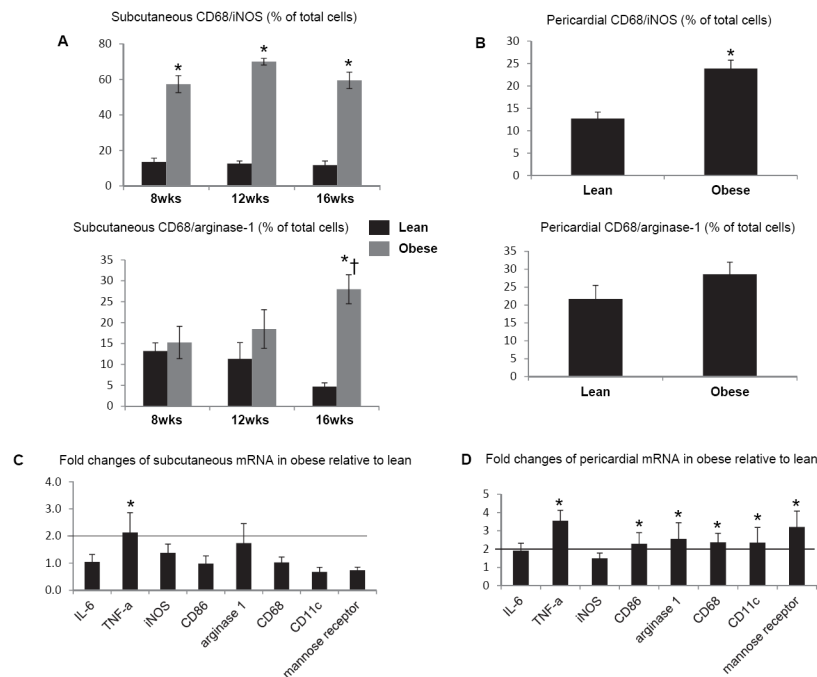 Subcutaneous CD68/iNOS (% of total cells)
A
80
60
40
20
0
* * *
8wks 12wks 16wks
Subcutaneous CD68/arginase-1 (% of total cells)
Lean
Obese
35
30
25
20
15
10
5
0
*†
8wks 12wks 16wks
Pericardial CD68/iNOS (% of total cells)
B
30
25
20
15
10
5
0
*
Lean Obese
Pericardial CD68/arginase-1 (% of total cells)
35
30
25
20
15
10
5
0
Lean Obese
C Fold changes of subcutaneous mRNA in obese relative to lean
4.0
3.0
2.0
1.0
0.0
*
IL-6 TNF-a iNOS CD86 arginase 1 CD68 CD11c mannose receptor
D Fold changes of pericardial mRNA in obese relative to lean
5
4
3
2
1
0
* * * * * *
IL-6 TNF-a iNOS CD86 arginase 1 CD68 CD11c mannose receptor